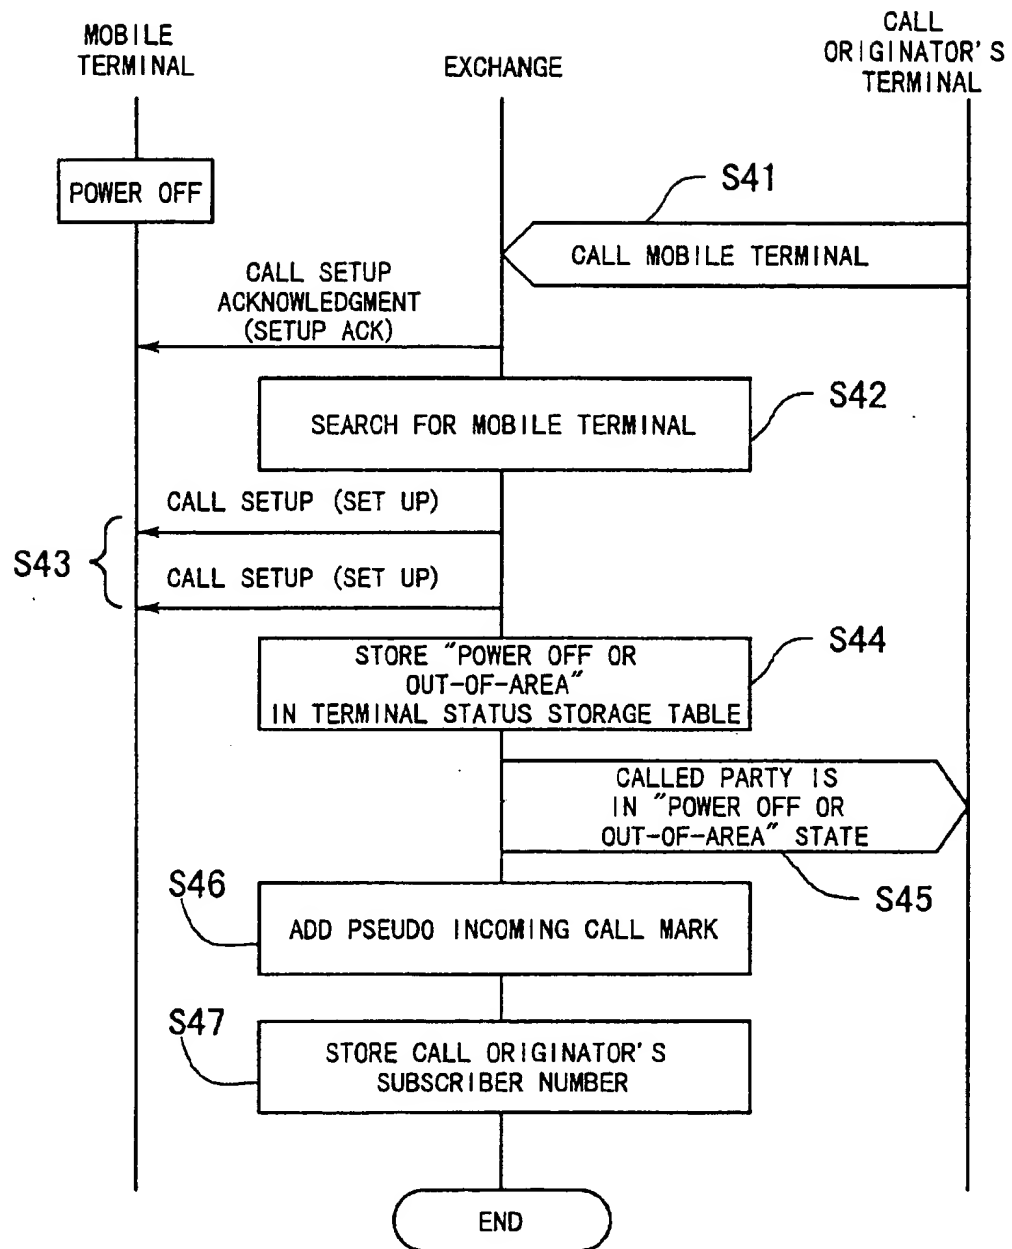 MOBILE
TERMINAL
EXCHANGE
CALL
ORIGINATOR'S
TERMINAL
POWER OFF
S41
CALL MOBILE TERMINAL
CALL SETUP
ACKNOWLEDGMENT
(SETUP ACK)
S42
SEARCH FOR MOBILE TERMINAL
CALL SETUP (SET UP)
S43
CALL SETUP (SET UP)
S44
STORE "POWER OFF OR
OUT-OF-AREA"
IN TERMINAL STATUS STORAGE TABLE
CALLED PARTY IS
IN "POWER OFF OR
OUT-OF-AREA" STATE
S45
S46
ADD PSEUDO INCOMING CALL MARK
S47
STORE CALL ORIGINATOR'S
SUBSCRIBER NUMBER
END